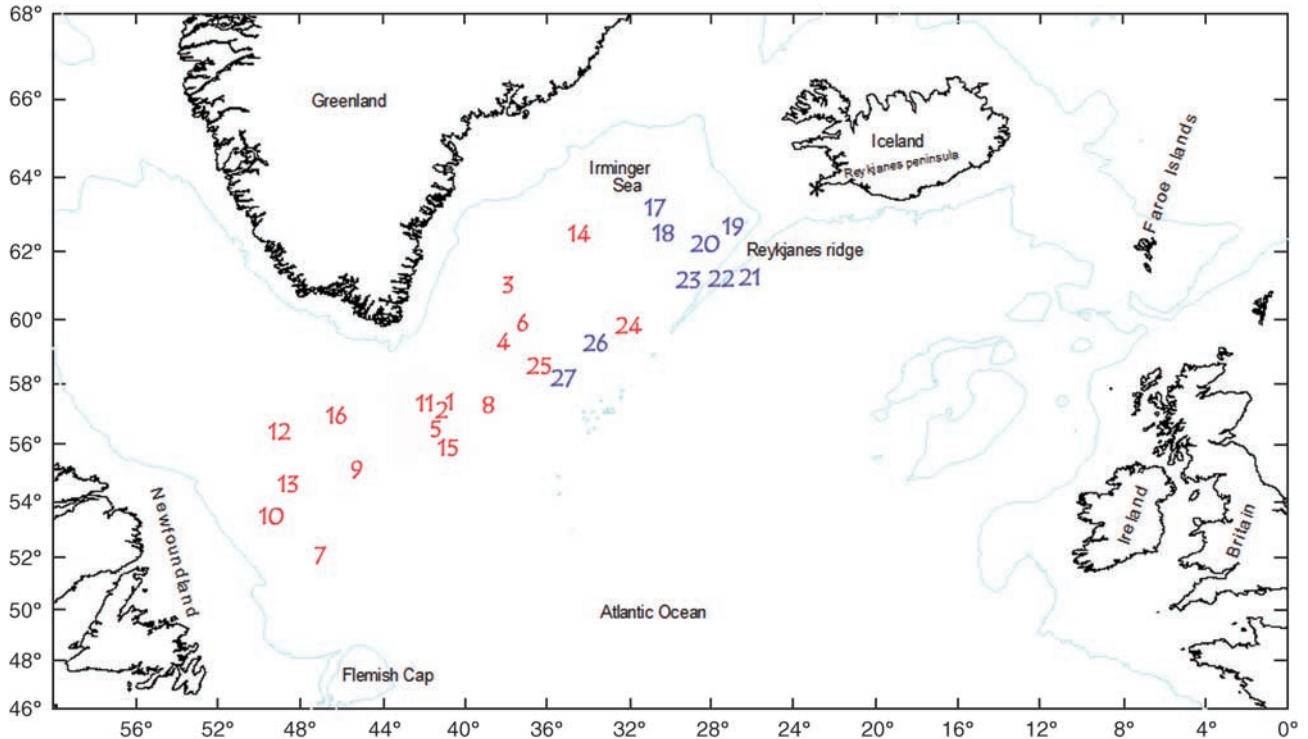 68°
66°
64°
62°
60°
58°
56°
54°
52°
50°
48°
46°
Greenland
Iceland
Reykjanes peninsula
Faroe Islands
Irminger
Sea
17
18
19
20
14
Reykjanes ridge
23 22 21
3
6
24
4
26
25
27
11 2 1
8
16
12
5
15
9
13
10
7
Newfoundland
Ireland
Britain
Atlantic Ocean
Flemish Cap
56° 48° 44° 40° 36° 32° 28° 24° 20° 16° 12° 8° 4° 0°